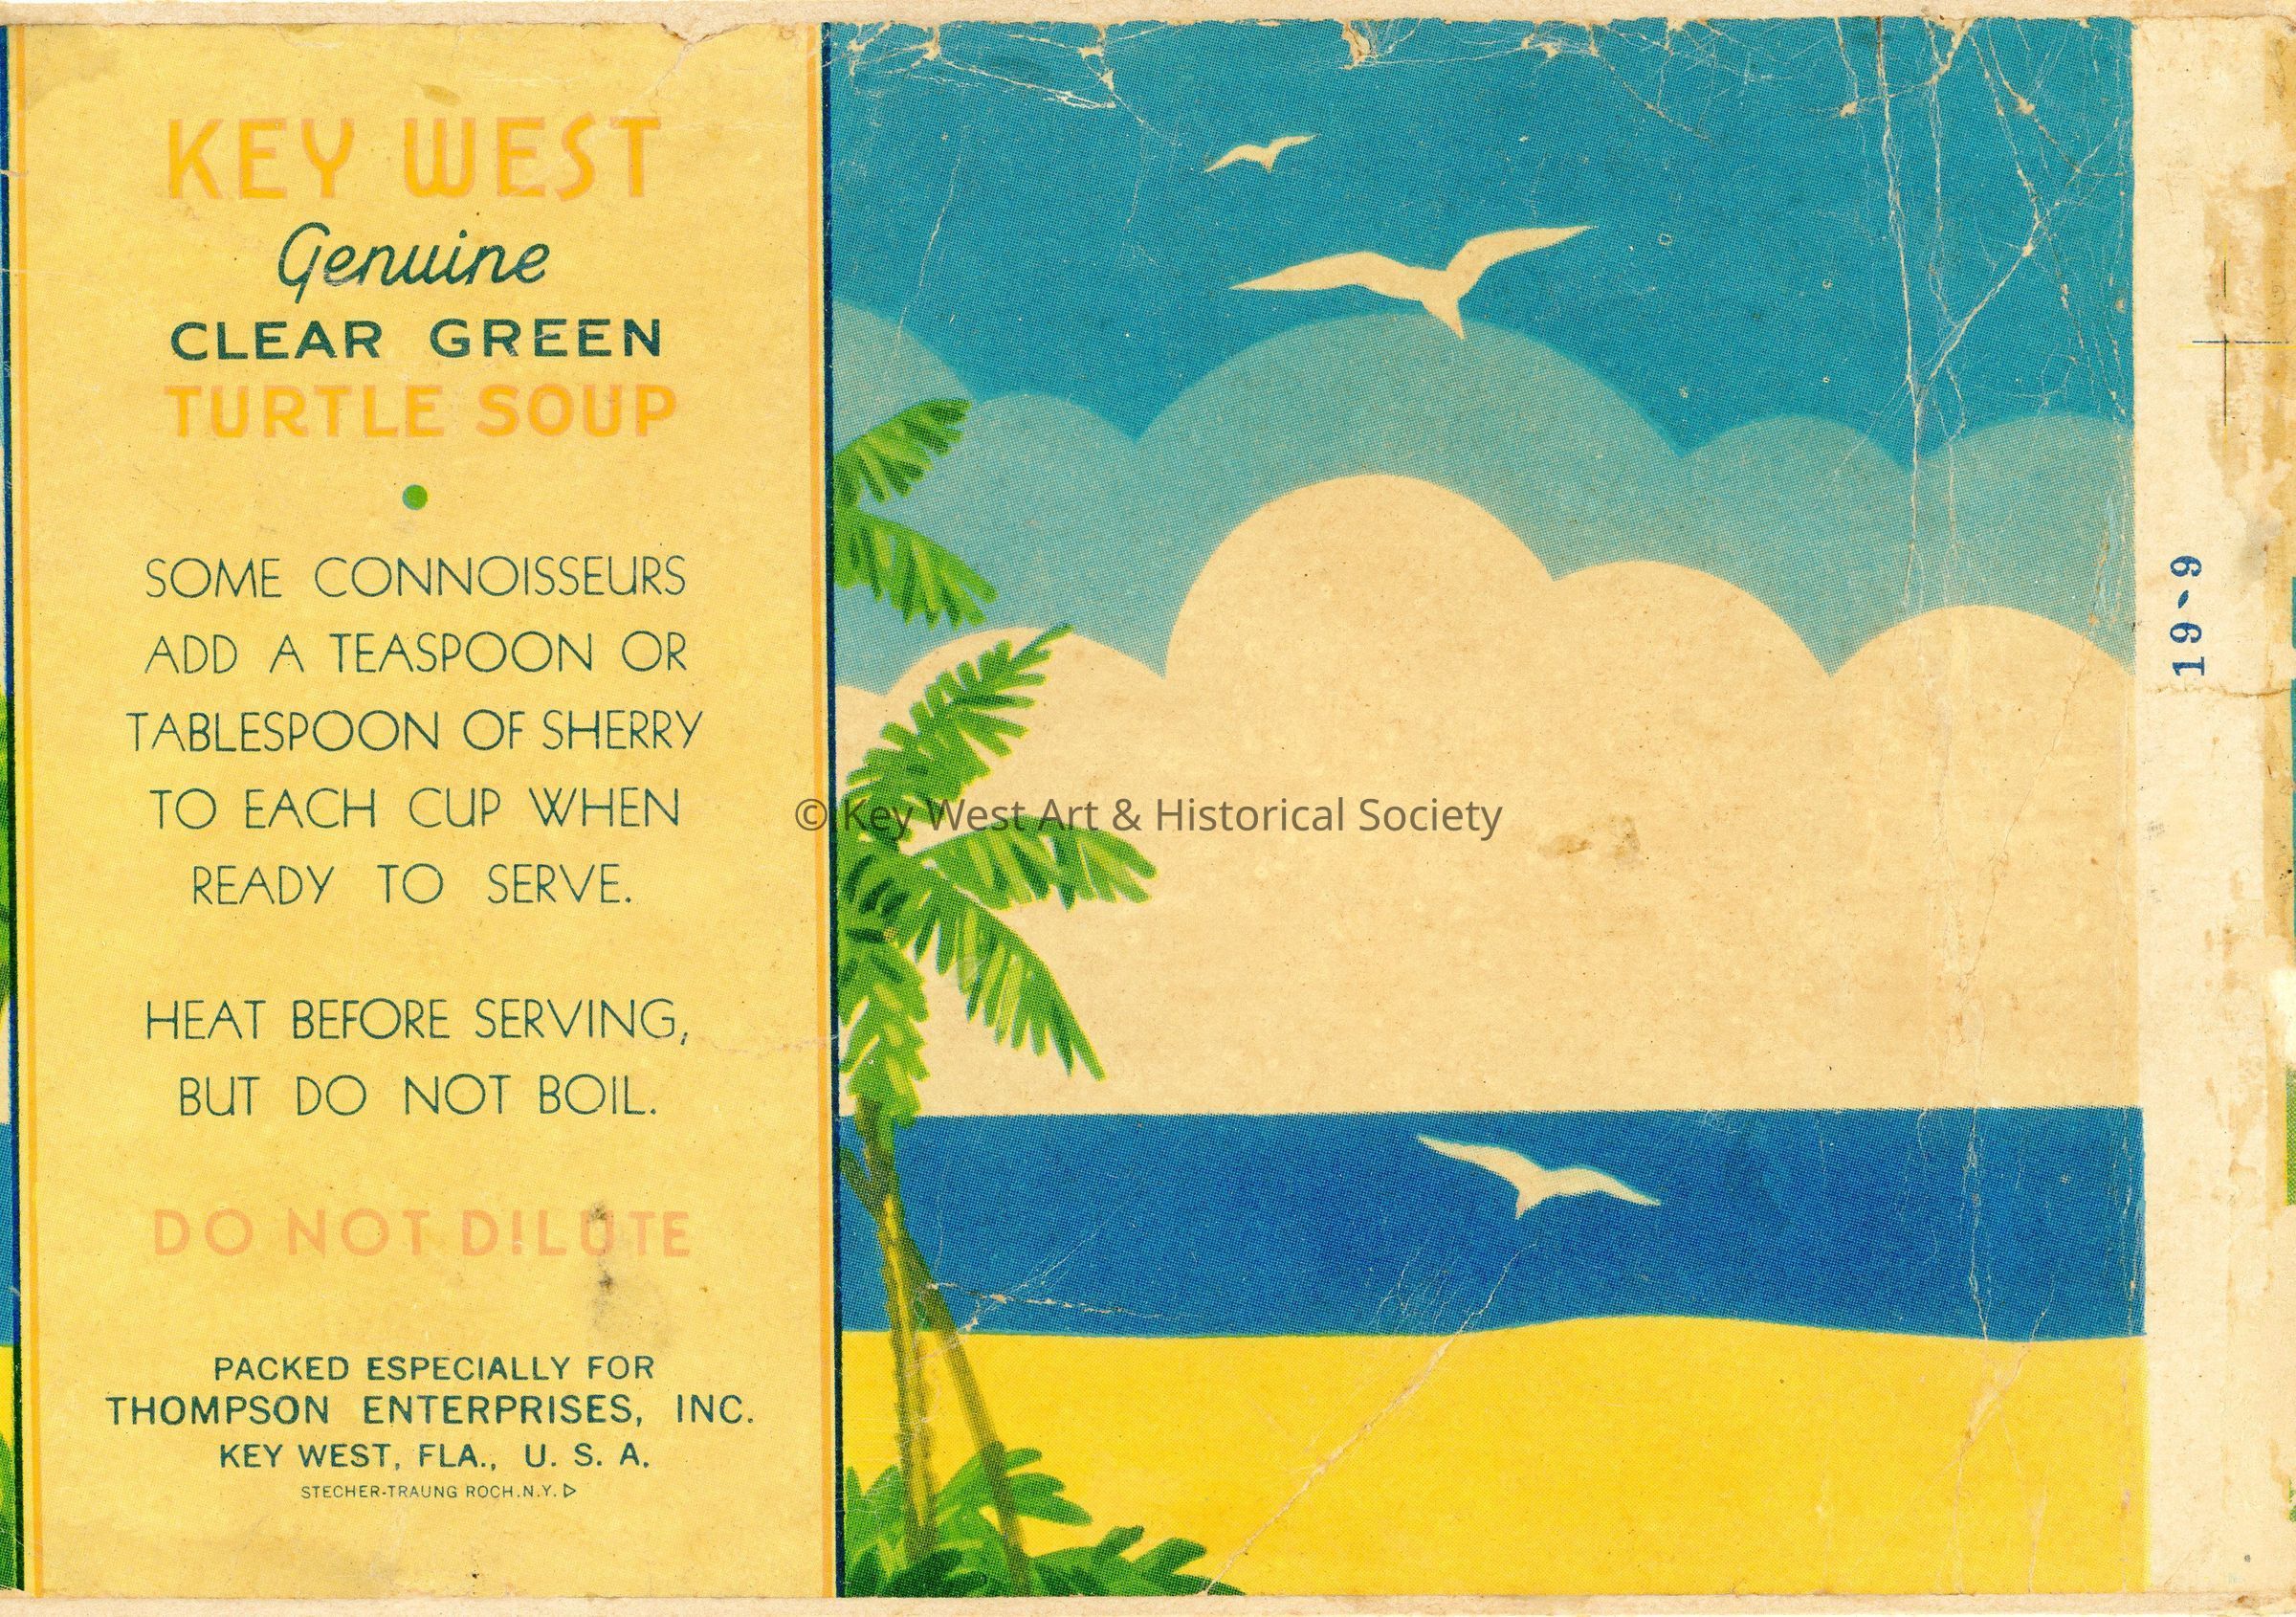 KEY WEST
Genuine
CLEAR GREEN
TURTLE SOUP
SOME CONNOISSEURS
ADD A TEASPOON OR
TABLESPOON OF SHERRY
TO EACH CUP WHEN
READY TO SERVE.
HEAT BEFORE SERVING,
BUT DO NOT BOIL.
DO NOT DILUTE
PACKED ESPECIALLY FOR
THOMPSON ENTERPRISES, INC.
KEY WEST, FLA., U. S. A.
STECHER-TRAUNG ROCH.N.Y.
© Key West Art & Historical Society
19-9